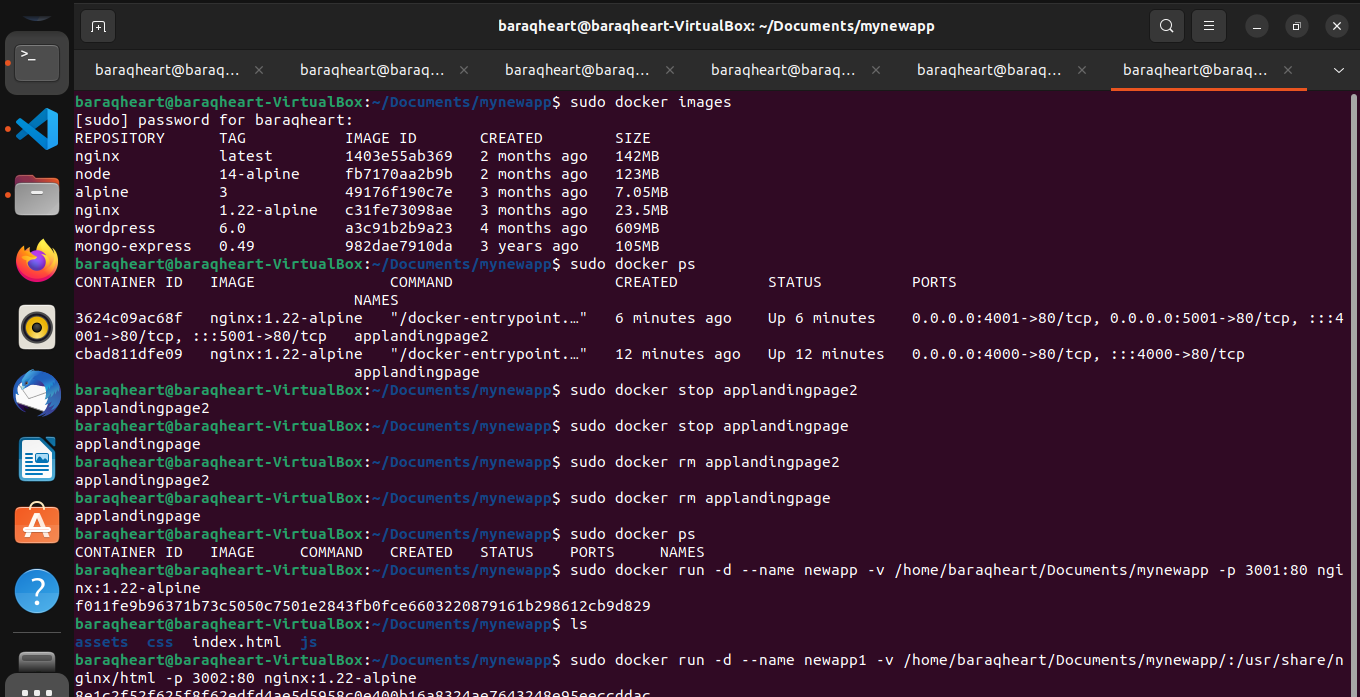 baraqheart@baraqheart-VirtualBox: ~/Documents/mynewapp
baraqheart@baraq... × baraqheart@baraq... × baraqheart@baraq... × baraqheart@baraq... × baraqheart@baraq... × baraqheart@baraq... ×
baraqheart@baraqheart-VirtualBox:~/Documents/mynewapp$ sudo docker images
[sudo] password for baraqheart:
REPOSITORY TAG IMAGE ID CREATED SIZE
nginx latest 1403e55ab369 2 months ago 142MB
node 14-alpine fb7170aa2b9b 2 months ago 123MB
alpine 3 49176f190c7e 3 months ago 7.05MB
nginx 1.22-alpine c31fe73098ae 3 months ago 23.5MB
wordpress 6.0 a3c91b2b9a23 4 months ago 609MB
mongo-express 0.49 982dae7910da 3 years ago 105MB
baraqheart@baraqheart-VirtualBox:~/Documents/mynewapp$ sudo docker ps
CONTAINER ID IMAGE COMMAND CREATED STATUS PORTS
NAMES
3624c09ac68f nginx:1.22-alpine "/docker-entrypoint.…" 6 minutes ago Up 6 minutes 0.0.0.0:4001->80/tcp, 0.0.0.0:5001->80/tcp, :::4
001->80/tcp, :::5001->80/tcp applandingpage2
cbad811dfe09 nginx:1.22-alpine "/docker-entrypoint.…" 12 minutes ago Up 12 minutes 0.0.0.0:4000->80/tcp, :::4000->80/tcp
applandingpage
baraqheart@baraqheart-VirtualBox:~/Documents/mynewapp$ sudo docker stop applandingpage2
applandingpage2
baraqheart@baraqheart-VirtualBox:~/Documents/mynewapp$ sudo docker stop applandingpage
applandingpage
baraqheart@baraqheart-VirtualBox:~/Documents/mynewapp$ sudo docker rm applandingpage2
applandingpage2
baraqheart@baraqheart-VirtualBox:~/Documents/mynewapp$ sudo docker rm applandingpage
applandingpage
baraqheart@baraqheart-VirtualBox:~/Documents/mynewapp$ sudo docker ps
CONTAINER ID IMAGE COMMAND CREATED STATUS PORTS NAMES
baraqheart@baraqheart-VirtualBox:~/Documents/mynewapp$ sudo docker run -d --name newapp -v /home/baraqheart/Documents/mynewapp -p 3001:80 ngi
nx:1.22-alpine
f011fe9b96371b73c5050c7501e2843fb0fce6603220879161b298612cb9d829
baraqheart@baraqheart-VirtualBox:~/Documents/mynewapp$ ls
assets css index.html js
baraqheart@baraqheart-VirtualBox:~/Documents/mynewapp$ sudo docker run -d --name newapp1 -v /home/baraqheart/Documents/mynewapp/:/usr/share/n
ginx/html -p 3002:80 nginx:1.22-alpine